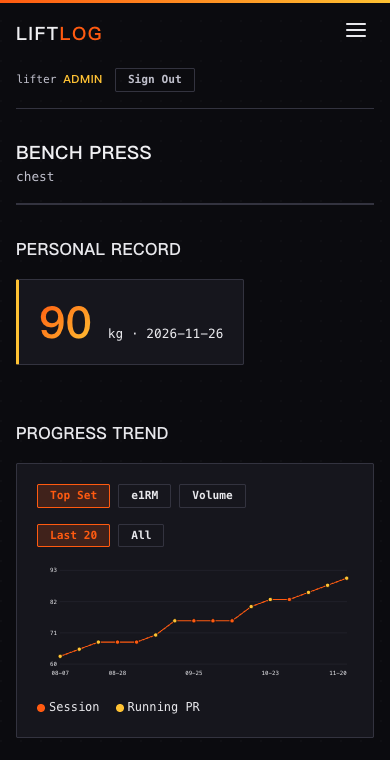 LIFTLOG
lifter ADMIN Sign Out
BENCH PRESS
chest
PERSONAL RECORD
90 kg · 2026-11-26
PROGRESS TREND
Top Set e1RM Volume
Last 20 All
93
82
71
60
08-07 08-28 09-25 10-23 11-20
Session Running PR